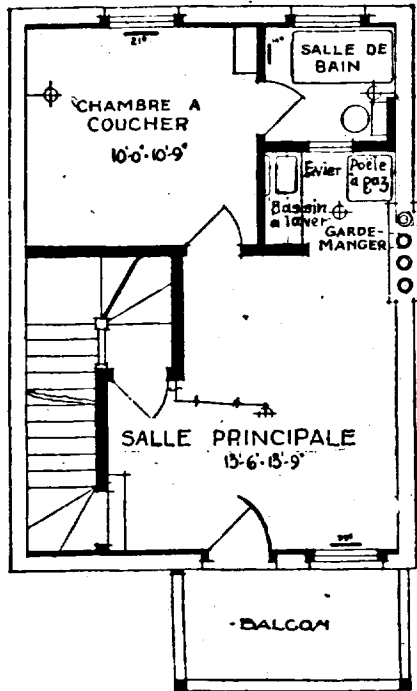 21"
SALLE DE
BAIN
CHAMBRE A
COUCHER
10'-0"-10'-9"
Evier
Poêle
a gaz
Bassin
a laver
GARDE-
MANGER
SALLE PRINCIPALE
13'-6"-13'-9"
BALCON